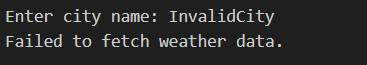 Enter city name: InvalidCity
Failed to fetch weather data.